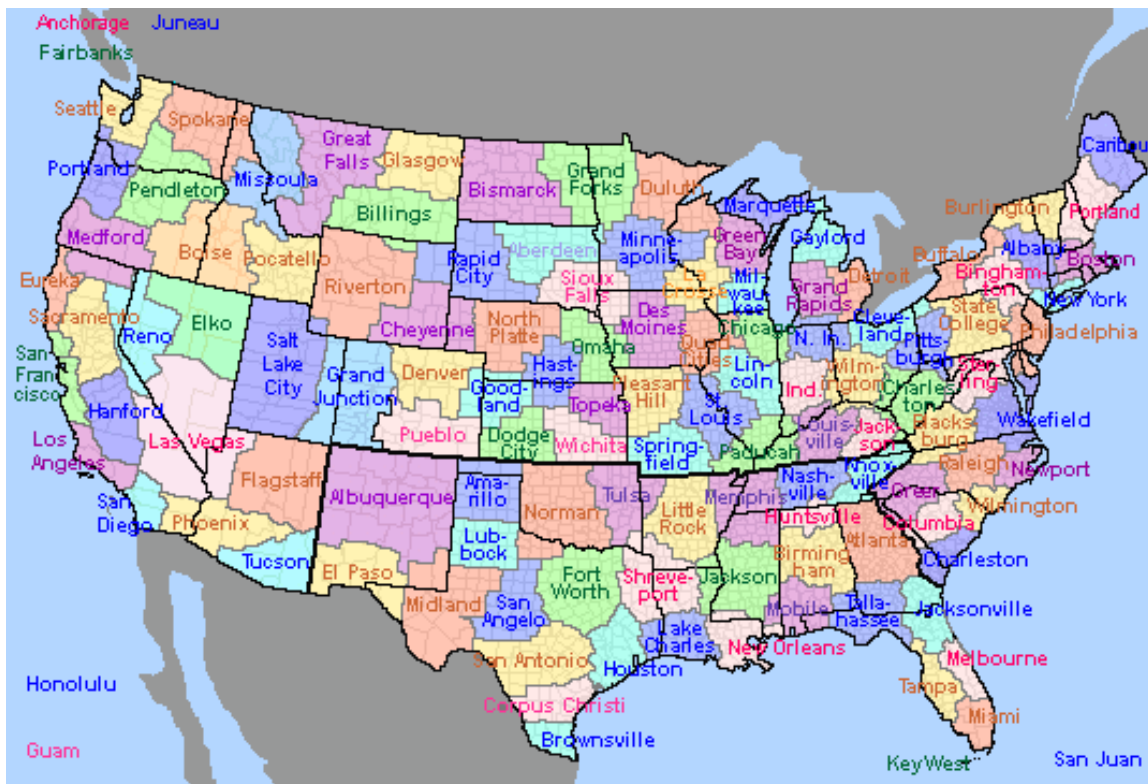 Anchorage Juneau
Fairbanks
Seattle
Spokane
Great
Falls
Glasgow
Bismarck
Grand
Forks
Duluth
Caribou
Portland
Missoula
Pendleton
Billings
Marquette
Burlington
Portland
Medford
Boise
Pocatello
Rapid
City
Aberdeen
Minne-
apolis
Green
Bay
Gaylord
Buffalo
Albany
Boston
Eureka
Riverton
Sioux
Falls
La
Crosse
Mil-
wau-
kee
Grand
Rapids
Detroit
Bingham-
ton
New York
Sacramento
Reno
Elko
Salt
Lake
City
Cheyenne
North
Platte
Omaha
Des
Moines
Quad
Cities
Chicago
N. In.
Cleve-
land
State
College
Pitts-
burgh
Philadelphia
San
Fran
cisco
Hanford
Grand
Junction
Denver
Good-
land
Hast-
ings
Topeka
Pleasant
Hill
St.
Louis
Lin-
coln
Ind.
Wilm-
ington
Charles
ton
Ster-
ling
Los
Angeles
Las Vegas
Pueblo
Dodge
City
Wichita
Spring-
field
Paducah
Louis-
ville
Jack-
son
Blacks
burg
Wakefield
San
Diego
Flagstaff
Albuquerque
Ama-
rillo
Norman
Tulsa
Little
Rock
Memphis
Nash-
ville
Knox-
ville
Greer
Raleigh
Newport
Phoenix
Tucson
El Paso
Lub-
bock
Huntsville
Birming
ham
Atlanta
Columbia
Wilmington
Charleston
Midland
San
Angelo
Fort
Worth
Shreve-
port
Jackson
Mobile
Talla-
hassee
Jacksonville
San Antonio
Houston
Lake
Charles
New Orleans
Melbourne
Honolulu
Corpus Christi
Tampa
Miami
Guam
Brownsville
Key West
San Juan